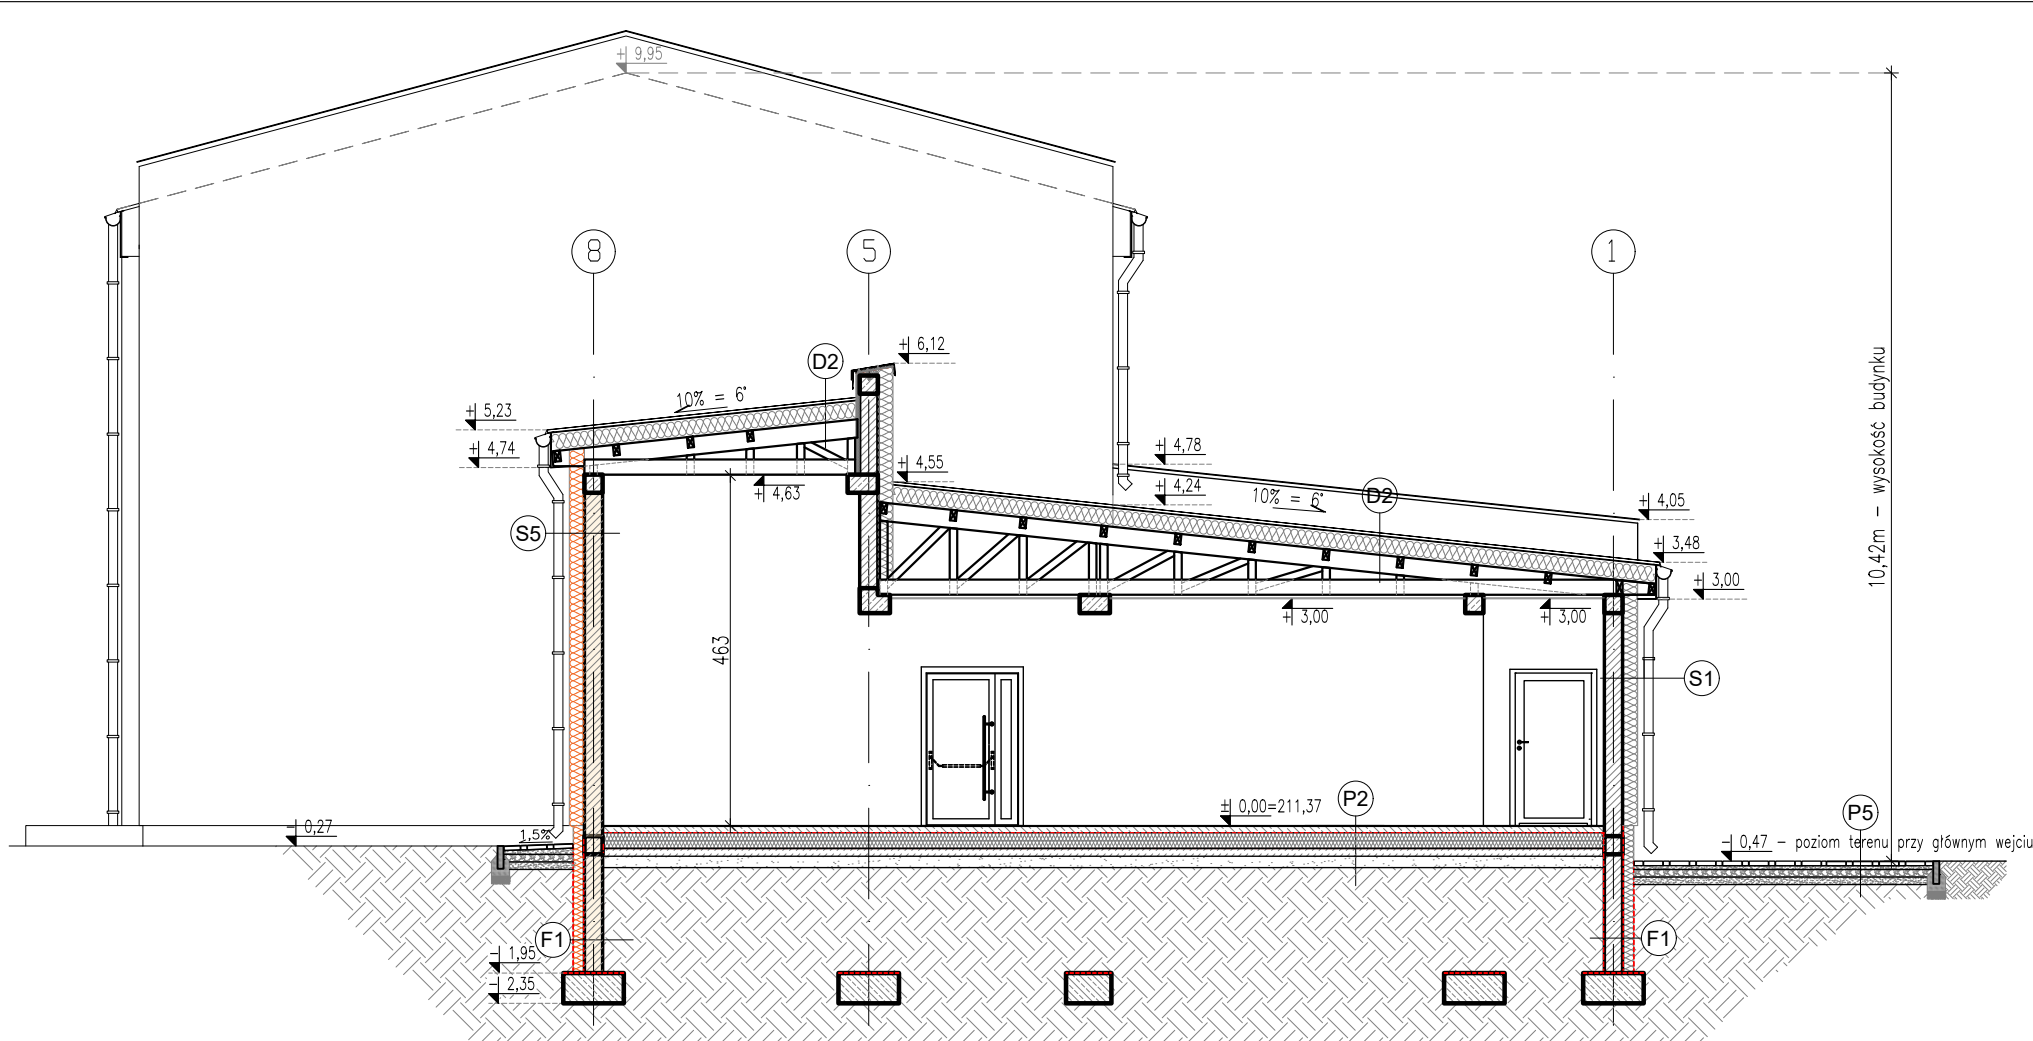 + 9,95
8
5
1
+ 6,12
D2
10% = 6°
+ 5,23
+ 4,74
+ 4,63
+ 4,55
+ 4,78
+ 4,24
10% = 6°
D2
+ 4,05
+ 3,48
+ 3,00
+ 3,00
+ 3,00
S5
463
S1
10,42m - wysokość budynku
± 0,00=211,37
P2
P5
- 0,27
1,5%
- 0,47 - poziom terenu przy głównym wejciu
F1
F1
- 1,95
- 2,35